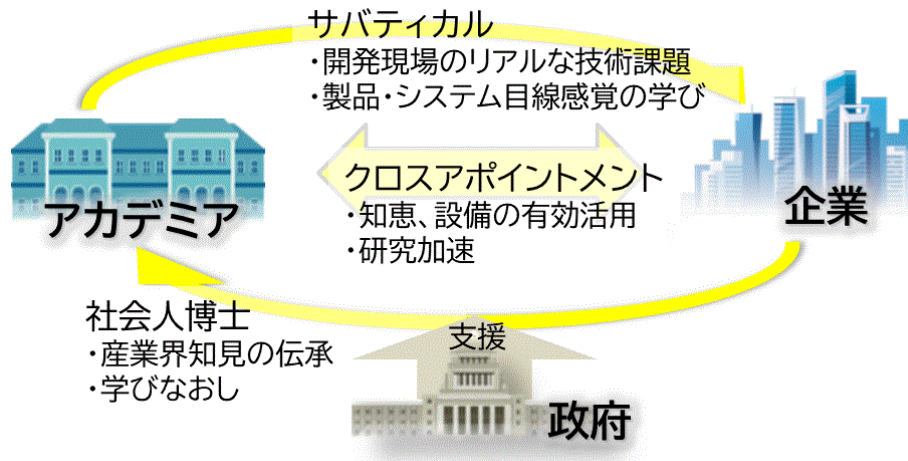 サバティカル
・開発現場のリアルな技術課題
・製品・システム目線感覚の学び
クロスアポイントメント
・知恵、設備の有効活用
・研究加速
アカデミア
企業
社会人博士
・産業界知見の伝承
・学びなおし
支援
政府